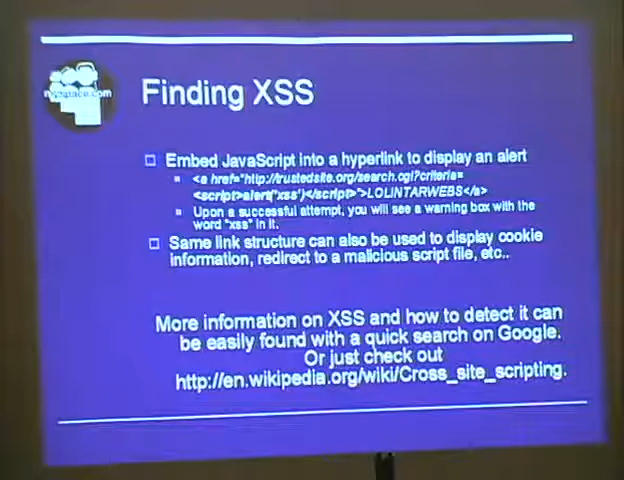 myspace.com
Finding XSS
Embed JavaScript into a hyperlink to display an alert
<a href="http://trustedsite.org/search.cgi?criteria=
<script>alert('xss')</script>">LOLINTARWEBS</a>
Upon a successful attempt, you will see a warning box with the
word "xss" in it.
Same link structure can also be used to display cookie
information, redirect to a malicious script file, etc..
More information on XSS and how to detect it can
be easily found with a quick search on Google.
Or just check out
http://en.wikipedia.org/wiki/Cross_site_scripting.